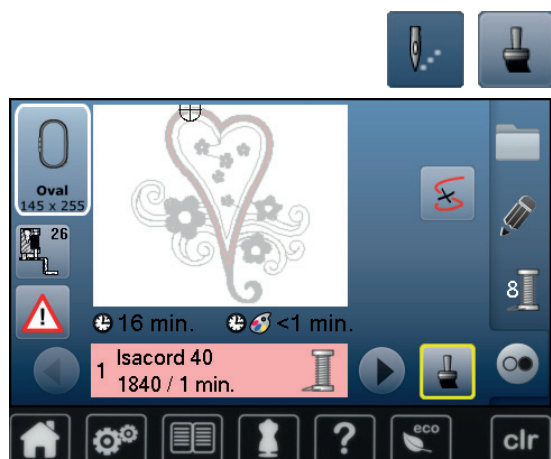 Oval
145 x 255
26
8
16 min.
<1 min.
1
Isacord 40
1840 / 1 min.
?
eco
clr